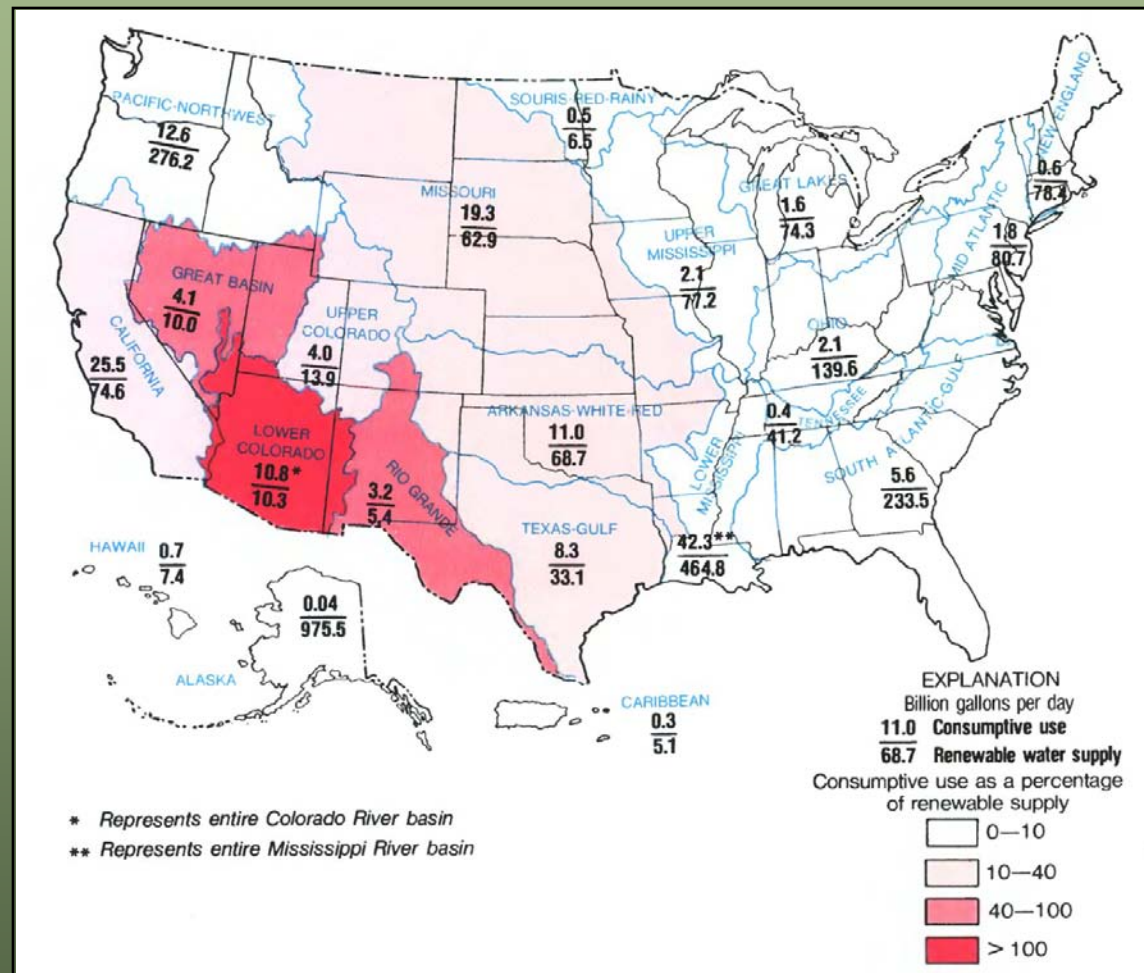 PACIFIC-NORTHWEST
12.6
276.2
SOURIS-RED-RAINY
0.5
6.5
NEW ENGLAND
0.6
78.4
MISSOURI
19.3
62.9
GREAT LAKES
1.6
74.3
MID ATLANTIC
1.8
80.7
UPPER
MISSISSIPPI
2.1
77.2
GREAT BASIN
4.1
10.0
UPPER
COLORADO
4.0
13.9
OHIO
2.1
139.6
CALIFORNIA
25.5
74.6
ARKANSAS-WHITE-RED
11.0
68.7
TENNESSEE
0.4
41.2
LOWER
COLORADO
10.8*
10.3
RIO GRANDE
3.2
5.4
LOWER
MISSISSIPPI
42.3**
464.8
SOUTH ATLANTIC-GULF
5.6
233.5
TEXAS-GULF
8.3
33.1
HAWAII
0.7
7.4
0.04
975.5
ALASKA
CARIBBEAN
0.3
5.1
EXPLANATION
Billion gallons per day
11.0 Consumptive use
68.7 Renewable water supply
Consumptive use as a percentage
of renewable supply
0—10
10—40
40—100
> 100
* Represents entire Colorado River basin
** Represents entire Mississippi River basin